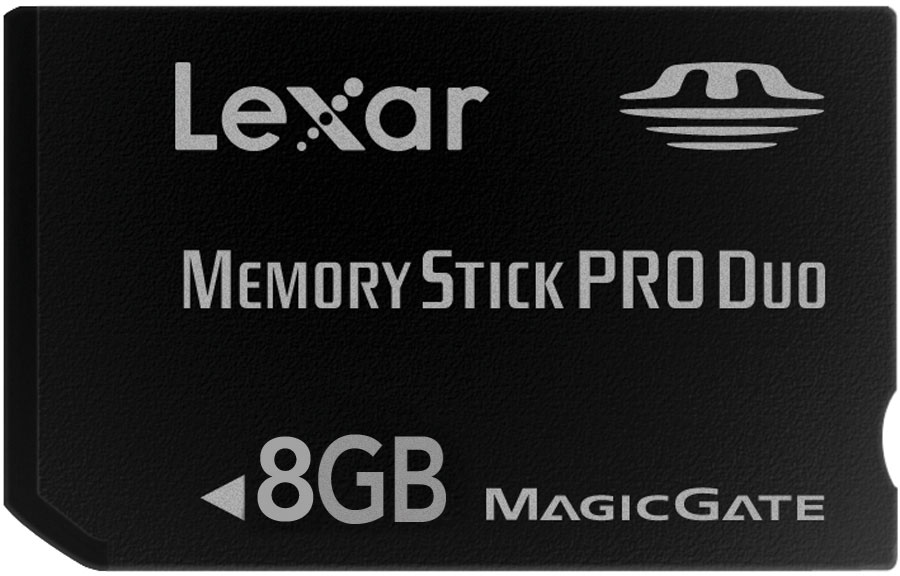 Lexar
MEMORY STICK PRO DUO
8GB MAGICGATE